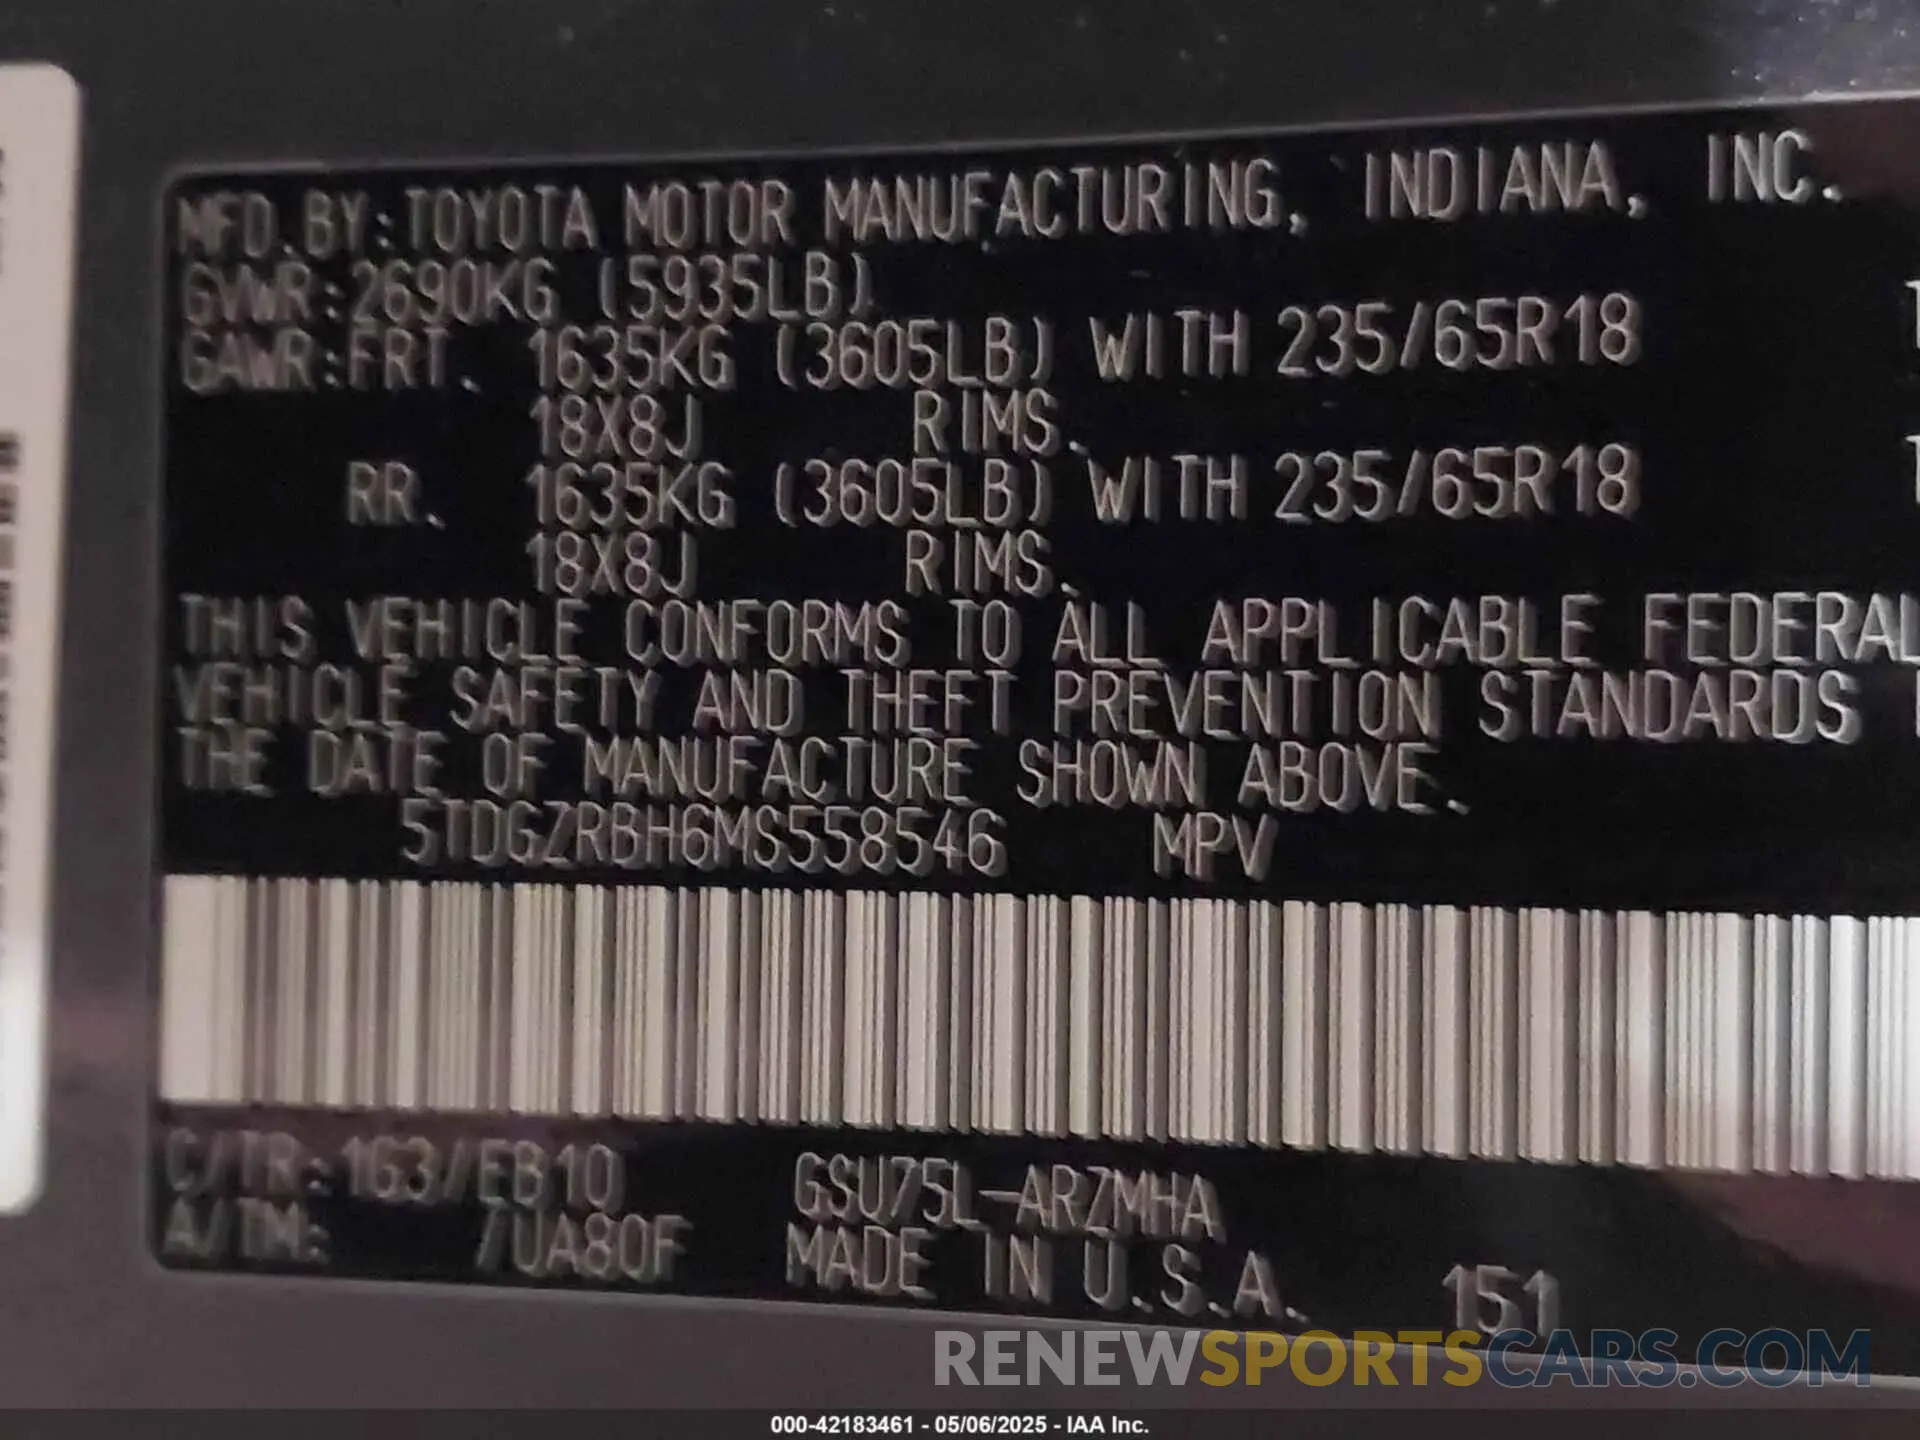 MFD. BY: TOYOTA MOTOR MANUFACTURING, INDIANA, INC.
GVWR: 2690KG (5935LB)
GAWR: FRT. 1635KG (3605LB) WITH 235/65R18
18X8J RIMS.
RR. 1635KG (3605LB) WITH 235/65R18
18X8J RIMS.
THIS VEHICLE CONFORMS TO ALL APPLICABLE FEDERAL
VEHICLE SAFETY AND THEFT PREVENTION STANDARDS
THE DATE OF MANUFACTURE SHOWN ABOVE.
5TDGZRBH6MS558546 MPV
C/TR: 1G3//EB10 GSU75L-ARZMHA
A/TM: /UA80F MADE IN U.S.A. 151
RENEWSPORTSCARS.COM
000-42183461 - 05/06/2025 - IAA Inc.